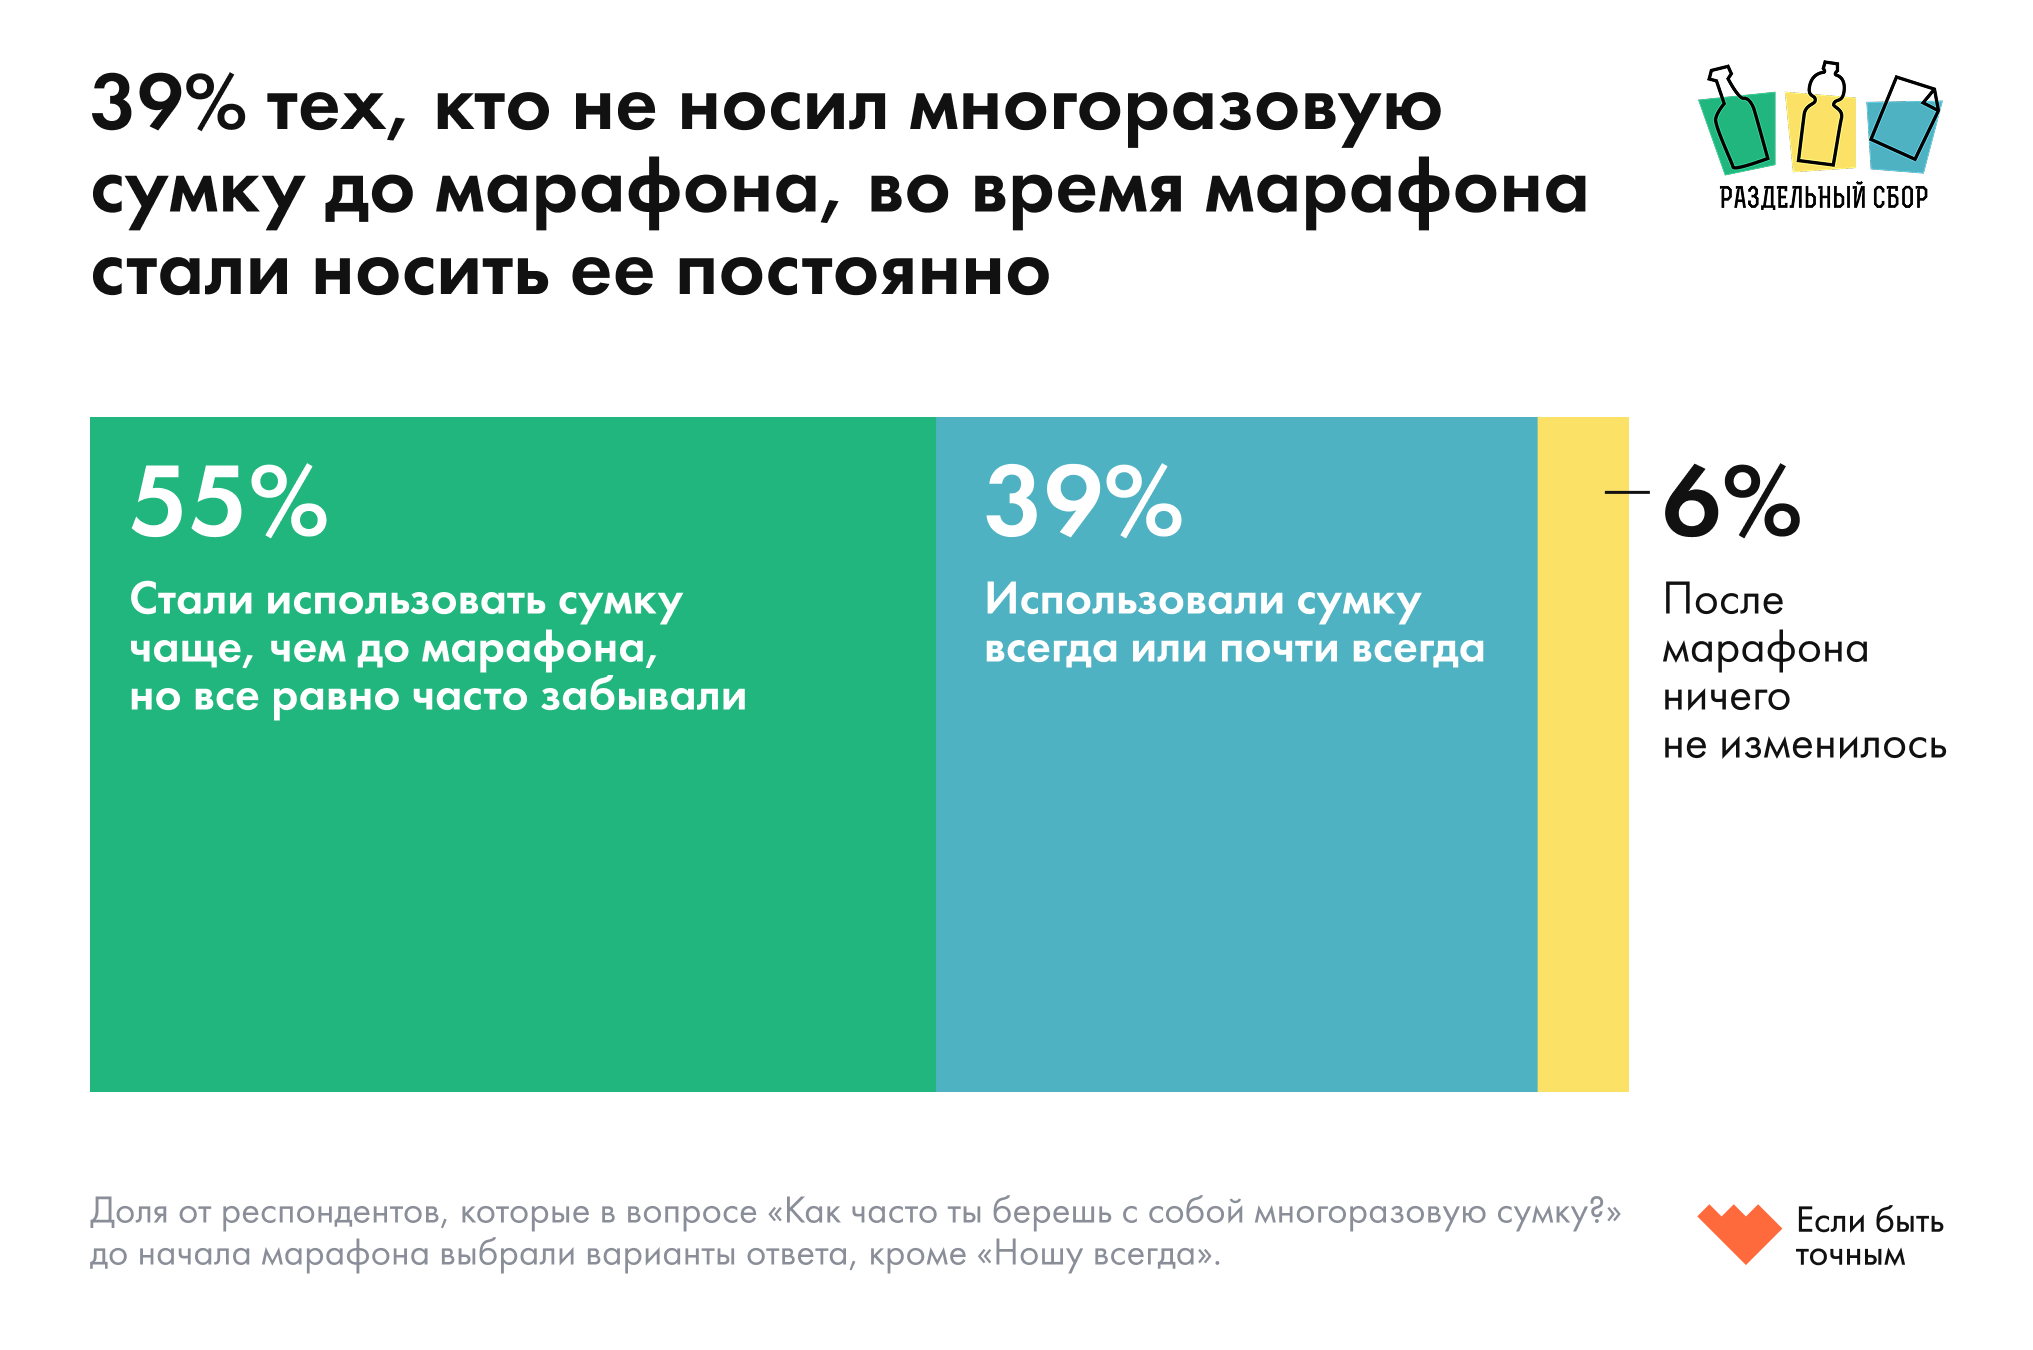 39% тех, кто не носил многоразовую
сумку до марафона, во время марафона
стали носить ее постоянно
РАЗДЕЛЬНЫЙ СБОР
55%
Стали использовать сумку
чаще, чем до марафона,
но все равно часто забывали
39%
Использовали сумку
всегда или почти всегда
6%
После
марафона
ничего
не изменилось
Доля от респондентов, которые в вопросе «Как часто ты берешь с собой многоразовую сумку?»
до начала марафона выбрали варианты ответа, кроме «Ношу всегда».
Если быть
точным